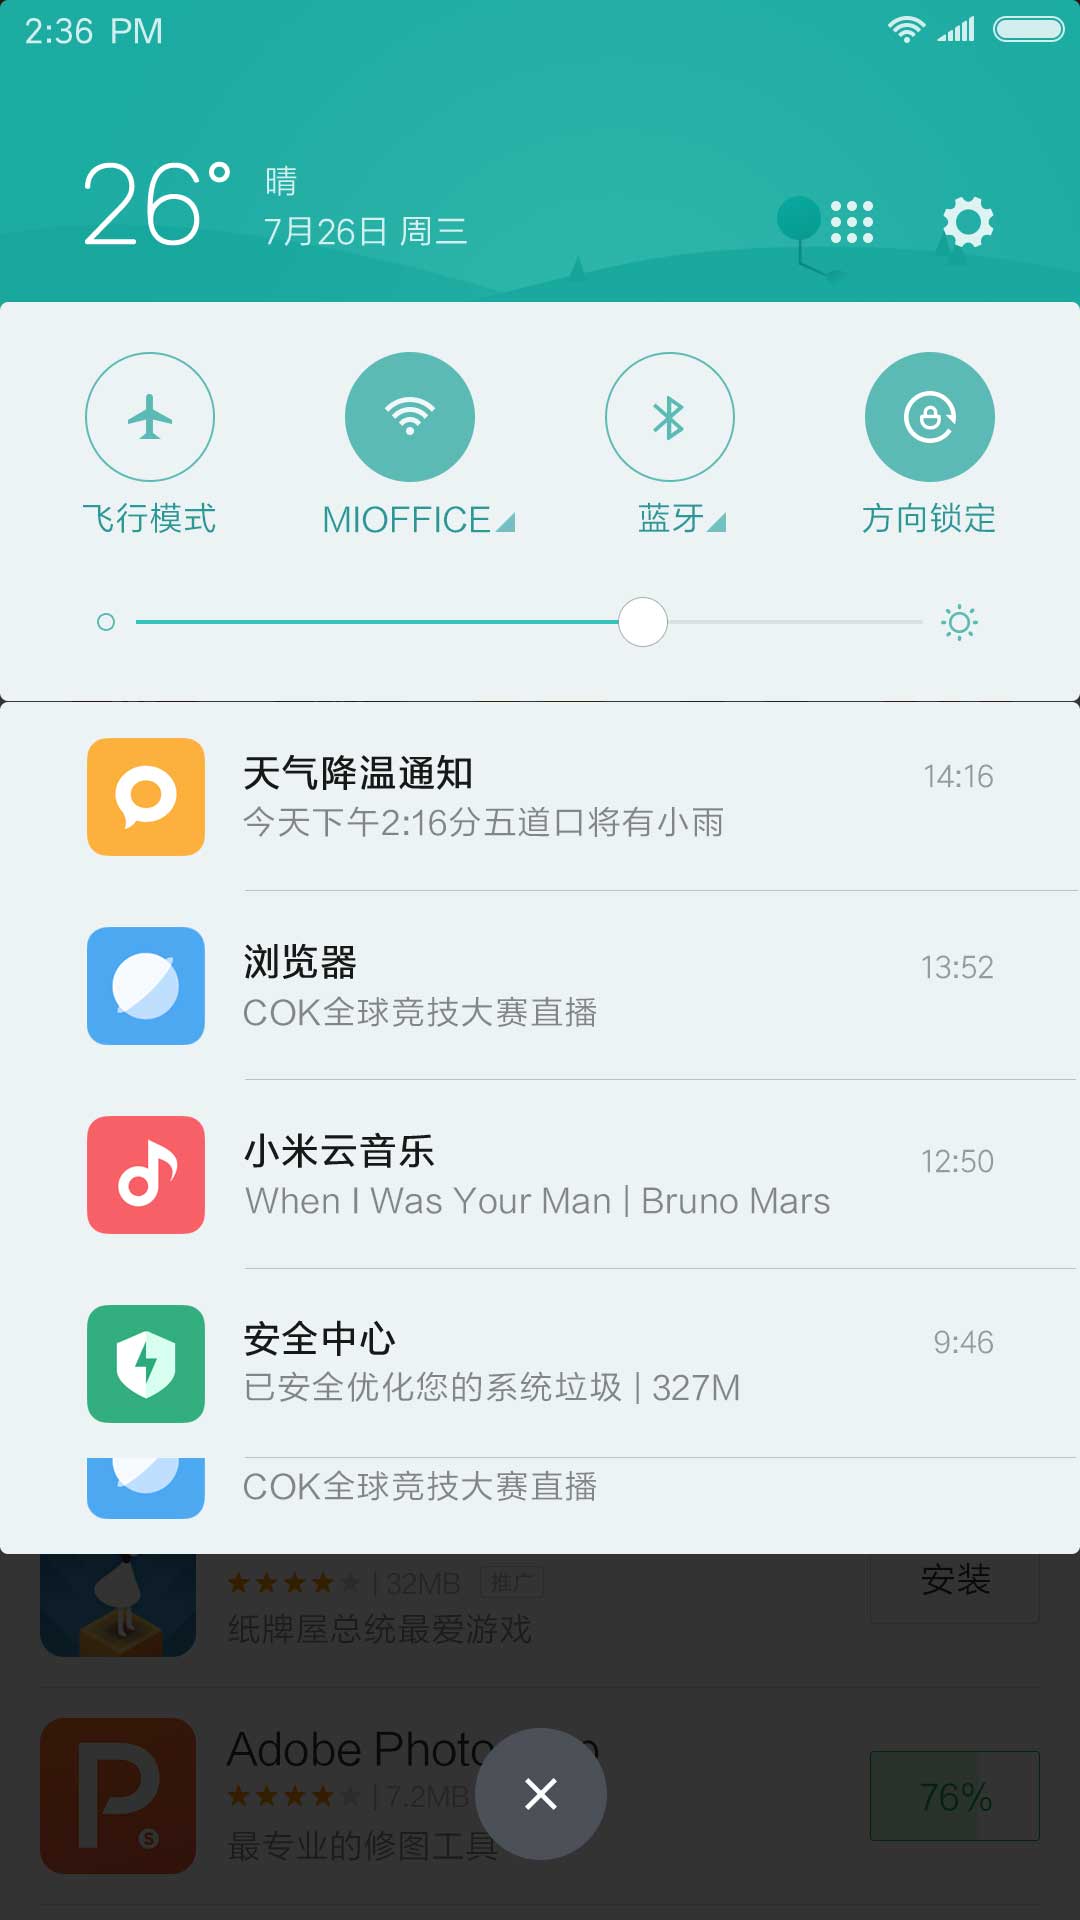 2:36 PM
26°
晴
7月26日 周三
飞行模式
MIOFFICE
蓝牙
方向锁定
天气降温通知
14:16
今天下午2:16分五道口将有小雨
浏览器
13:52
COK全球竞技大赛直播
小米云音乐
12:50
When I Was Your Man | Bruno Mars
安全中心
9:46
已安全优化您的系统垃圾 | 327M
COK全球竞技大赛直播
| 32MB 推广
安装
纸牌屋总统最爱游戏
Adobe
| 7.2MB
76%
最专业的修图工具